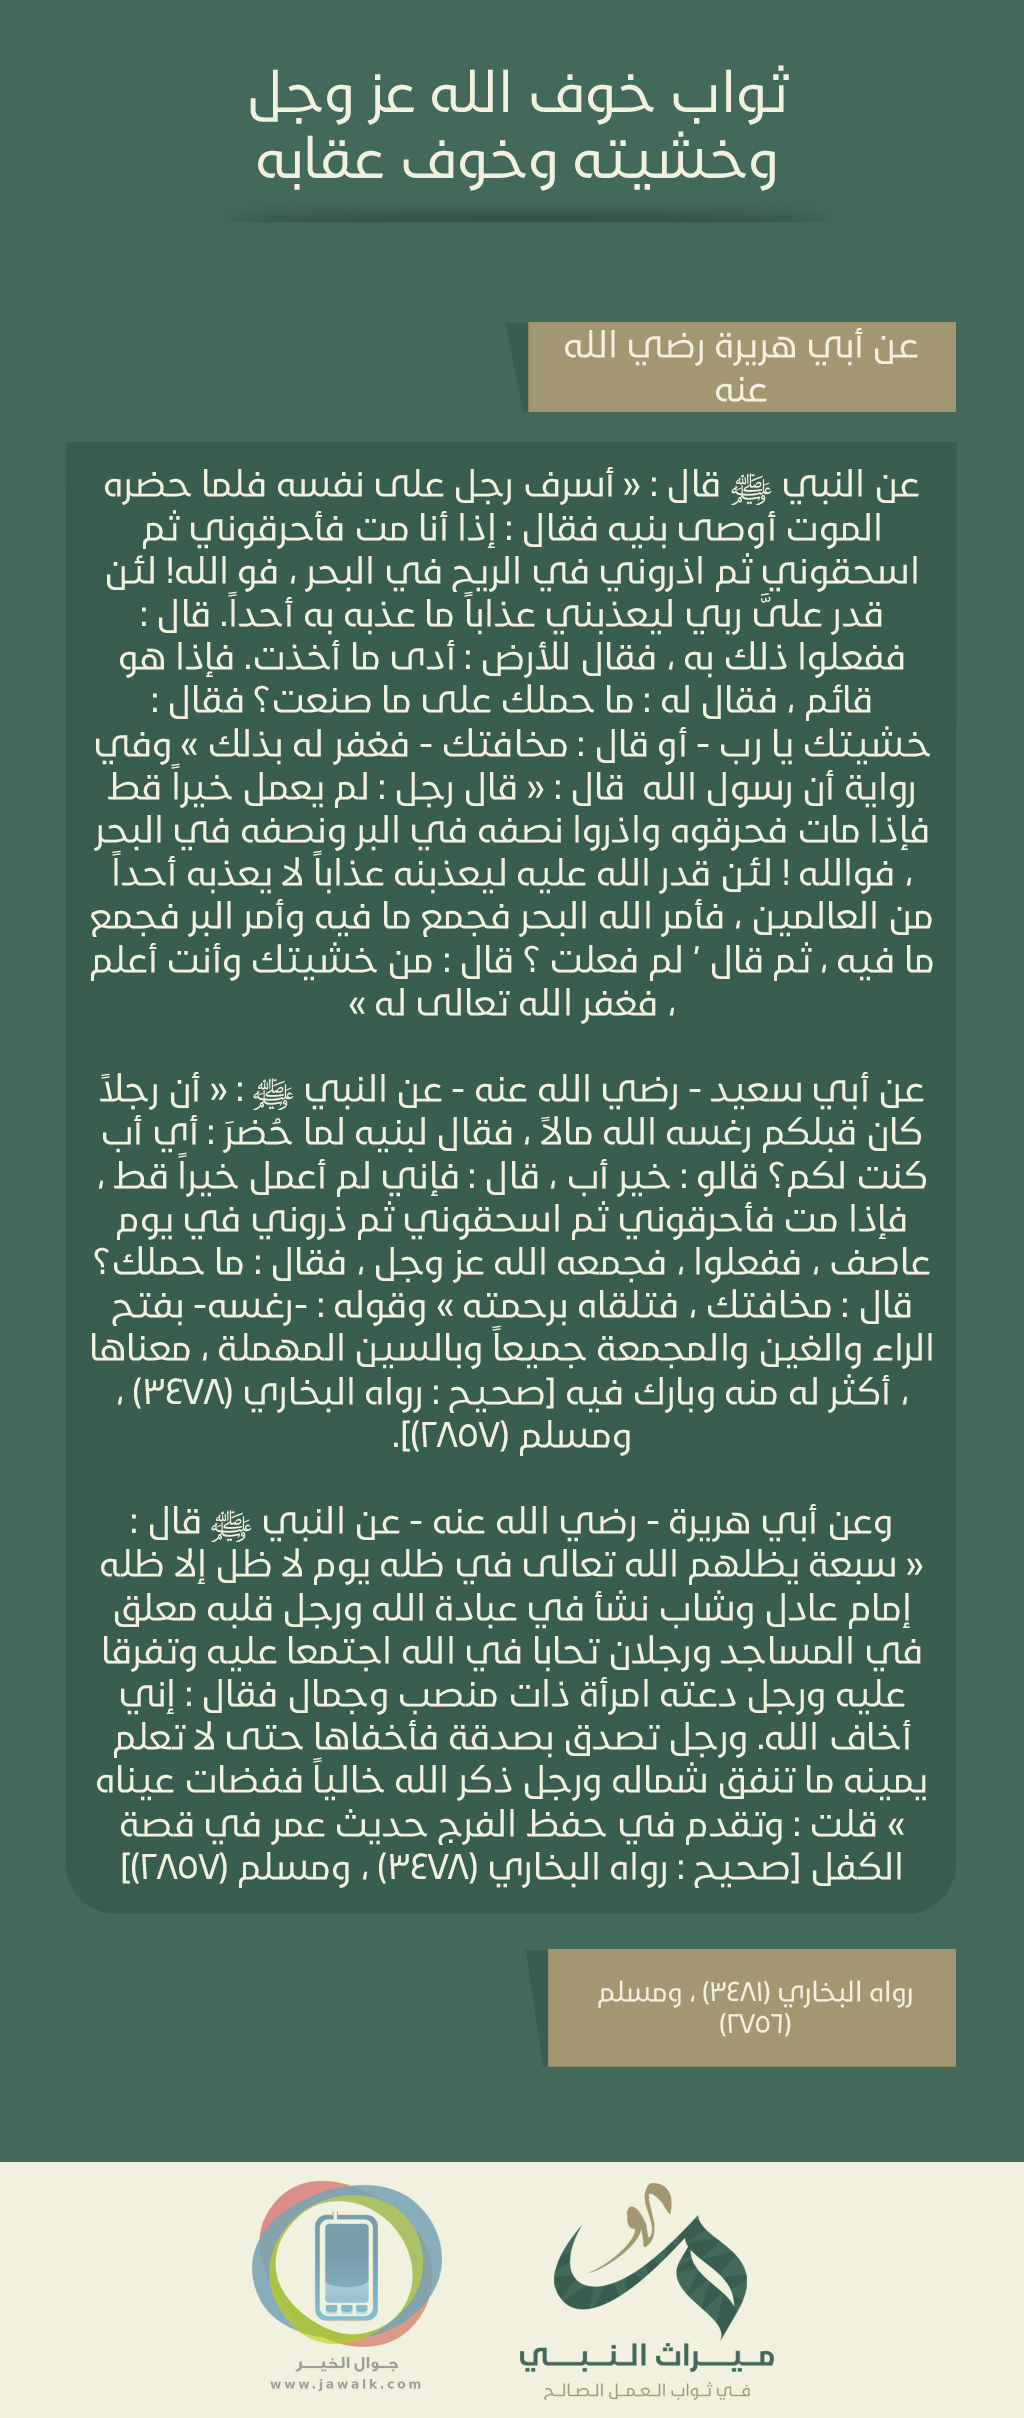 ثواب خوف الله عز وجل
وخشيته وخوف عقابه
عن أبي هريرة رضي الله
عنه
عن النبي ﷺ قال : « أسرف رجل على نفسه فلما حضره
الموت أوصى بنيه فقال : إذا أنا مت فأحرقوني ثم
اسحقوني ثم اذروني في الريح في البحر ، فو الله! لئن
قدر عليَّ ربي ليعذبني عذاباً ما عذبه به أحداً. قال :
ففعلوا ذلك به ، فقال للأرض : أدى ما أخذت. فإذا هو
قائم ، فقال له : ما حملك على ما صنعت؟ فقال :
خشيتك يا رب - أو قال : مخافتك - فغفر له بذلك » وفي
رواية أن رسول الله قال : « قال رجل : لم يعمل خيراً قط
فإذا مات فحرقوه واذروا نصفه في البر ونصفه في البحر
، فوالله ! لئن قدر الله عليه ليعذبنه عذاباً لا يعذبه أحداً
من العالمين ، فأمر الله البحر فجمع ما فيه وأمر البر فجمع
ما فيه ، ثم قال ’ لم فعلت ؟ قال : من خشيتك وأنت أعلم
، فغفر الله تعالى له »
عن أبي سعيد - رضي الله عنه - عن النبي ﷺ : « أن رجلاً
كان قبلكم رغسه الله مالاً ، فقال لبنيه لما حُضرَ : أي أب
كنت لكم؟ قالو : خير أب ، قال : فإني لم أعمل خيراً قط ،
فإذا مت فأحرقوني ثم اسحقوني ثم ذروني في يوم
عاصف ، ففعلوا ، فجمعه الله عز وجل ، فقال : ما حملك؟
قال : مخافتك ، فتلقاه برحمته » وقوله : -رغسه- بفتح
الراء والغين والمجمعة جميعاً وبالسين المهملة ، معناها
، أكثر له منه وبارك فيه [صحيح : رواه البخاري (٣٤٧٨) ،
ومسلم (٢٨٥٧)].
وعن أبي هريرة - رضي الله عنه - عن النبي ﷺ قال :
« سبعة يظلهم الله تعالى في ظله يوم لا ظل إلا ظله
إمام عادل وشاب نشأ في عبادة الله ورجل قلبه معلق
في المساجد ورجلان تحابا في الله اجتمعا عليه وتفرقا
عليه ورجل دعته امرأة ذات منصب وجمال فقال : إني
أخاف الله. ورجل تصدق بصدقة فأخفاها حتى لا تعلم
يمينه ما تنفق شماله ورجل ذكر الله خالياً ففضات عيناه
» قلت : وتقدم في حفظ الفرج حديث عمر في قصة
الكفل [صحيح : رواه البخاري (٣٤٧٨) ، ومسلم (٢٨٥٧)]
رواه البخاري (٣٤٨١) ، ومسلم
(٢٧٥٦)
ميراث النبي
في ثواب العمل الصالح
جوال الخير
www.jawalk.com